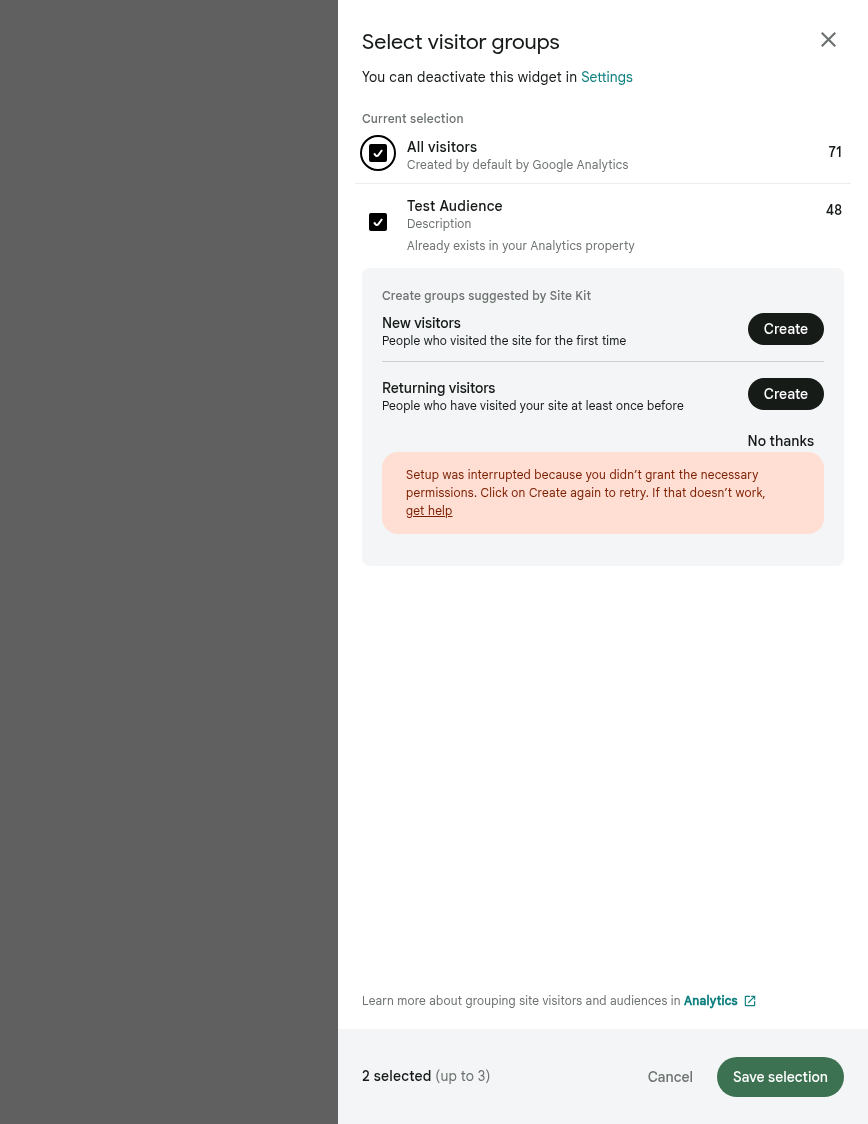 Select visitor groups
You can deactivate this widget in Settings
Current selection
All visitors
71
Created by default by Google Analytics
Test Audience
48
Description
Already exists in your Analytics property
Create groups suggested by Site Kit
New visitors
Create
People who visited the site for the first time
Returning visitors
Create
People who have visited your site at least once before
No thanks
Setup was interrupted because you didn’t grant the necessary
permissions. Click on Create again to retry. If that doesn’t work,
get help
Learn more about grouping site visitors and audiences in Analytics
2 selected (up to 3)
Cancel
Save selection